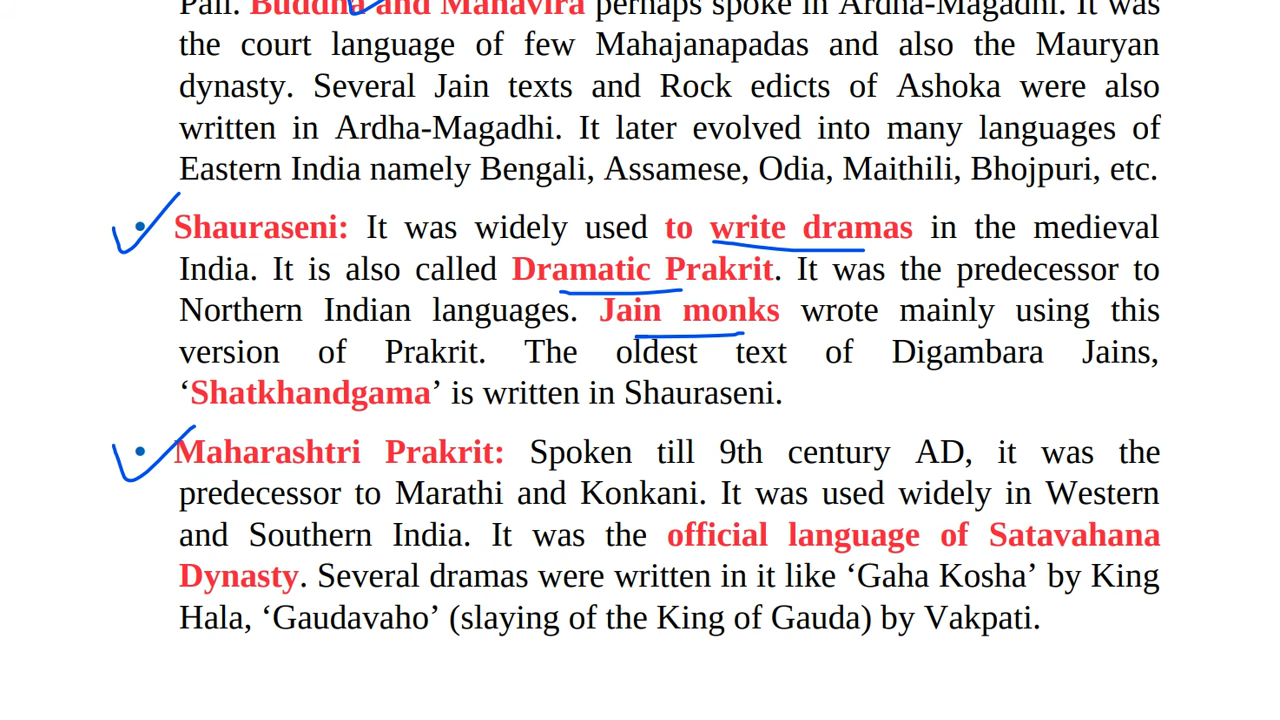 Pali. Buddha and Mahavira perhaps spoke in Ardha-Magadhi. It was
the court language of few Mahajanapadas and also the Mauryan
dynasty. Several Jain texts and Rock edicts of Ashoka were also
written in Ardha-Magadhi. It later evolved into many languages of
Eastern India namely Bengali, Assamese, Odia, Maithili, Bhojpuri, etc.
• Shauraseni: It was widely used to write dramas in the medieval
India. It is also called Dramatic Prakrit. It was the predecessor to
Northern Indian languages. Jain monks wrote mainly using this
version of Prakrit. The oldest text of Digambara Jains,
‘Shatkhandgama’ is written in Shauraseni.
• Maharashtri Prakrit: Spoken till 9th century AD, it was the
predecessor to Marathi and Konkani. It was used widely in Western
and Southern India. It was the official language of Satavahana
Dynasty. Several dramas were written in it like ‘Gaha Kosha’ by King
Hala, ‘Gaudavaho’ (slaying of the King of Gauda) by Vakpati.